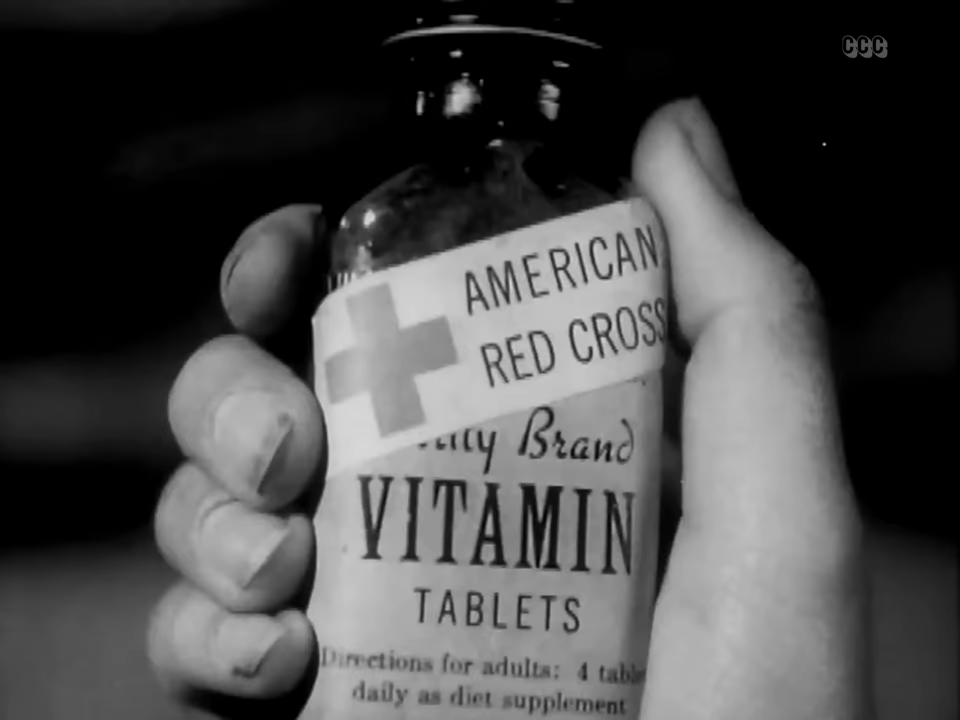 CCC
AMERICAN
RED CROSS
Brand
VITAMIN
TABLETS
Directions for adults: 4
daily as diet supplement